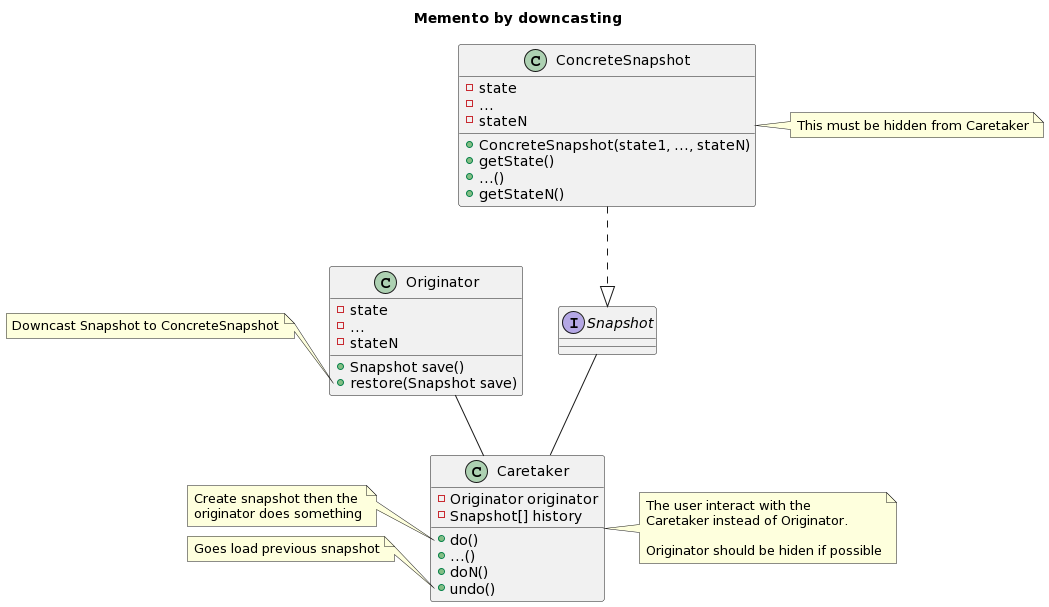 Memento by downcasting
C ConcreteSnapshot
state
...
stateN
ConcreteSnapshot(state1, ..., stateN)
getState()
...()
getStateN()
This must be hidden from Caretaker
C Originator
state
...
stateN
Snapshot save()
restore(Snapshot save)
Downcast Snapshot to ConcreteSnapshot
I Snapshot
C Caretaker
Originator originator
Snapshot[] history
do()
...()
doN()
undo()
Create snapshot then the
originator does something
Goes load previous snapshot
The user interact with the
Caretaker instead of Originator.
Originator should be hiden if possible